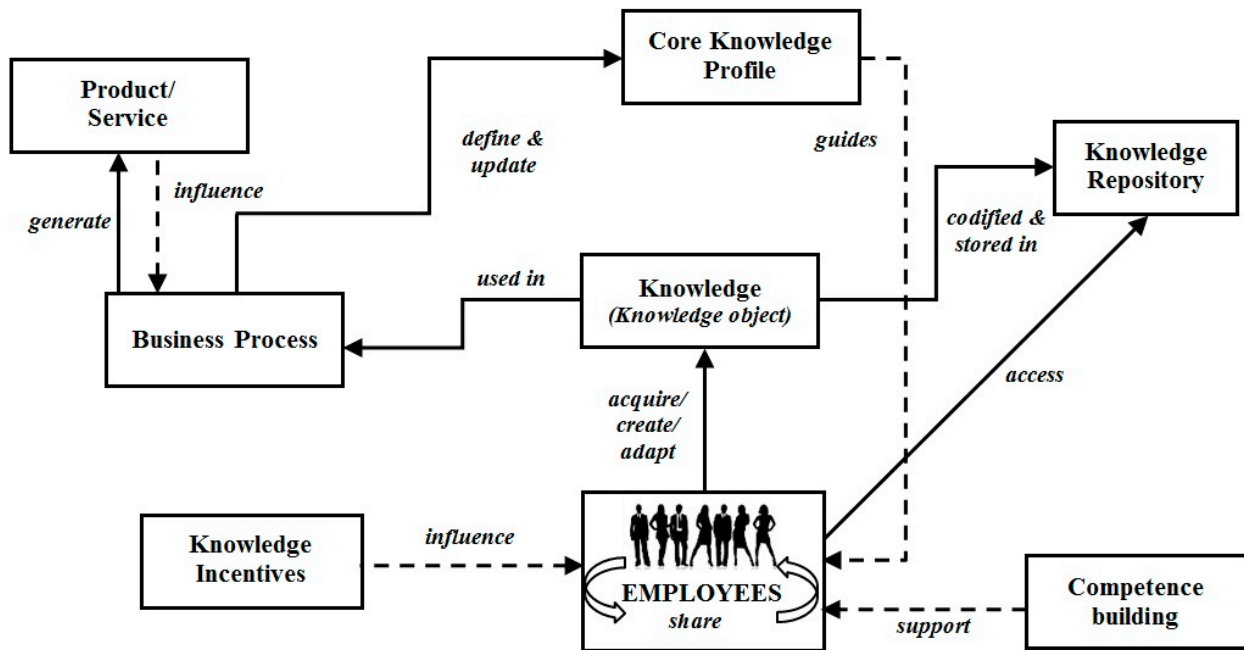 Core Knowledge
Profile
Product/
Service
define &
update
guides
Knowledge
Repository
influence
generate
codified &
stored in
used in
Knowledge
(Knowledge object)
Business Process
access
acquire/
create/
adapt
Knowledge
Incentives
influence
EMPLOYEES
share
support
Competence
building